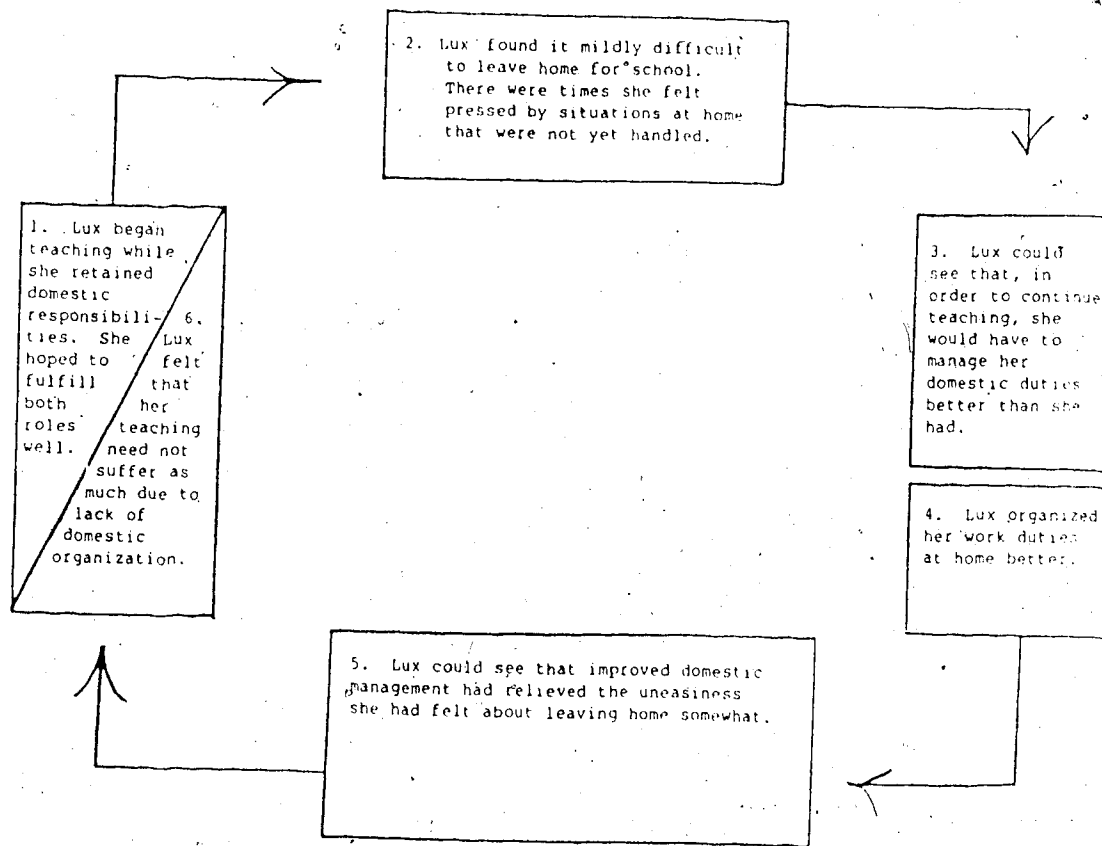 2. Lux found it mildly difficult
to leave home for school.
There were times she felt
pressed by situations at home
that were not yet handled.
1. Lux began
teaching while
she retained
domestic
responsibili-
ties. She
hoped to
fulfill
both
roles
well.
6.
Lux
felt
that
her
teaching
need not
suffer as
much due to
lack of
domestic
organization.
3. Lux could
see that, in
order to continue
teaching, she
would have to
manage her
domestic duties
better than she
had.
4. Lux organized
her work duties
at home better.
5. Lux could see that improved domestic
management had relieved the uneasiness
she had felt about leaving home somewhat.